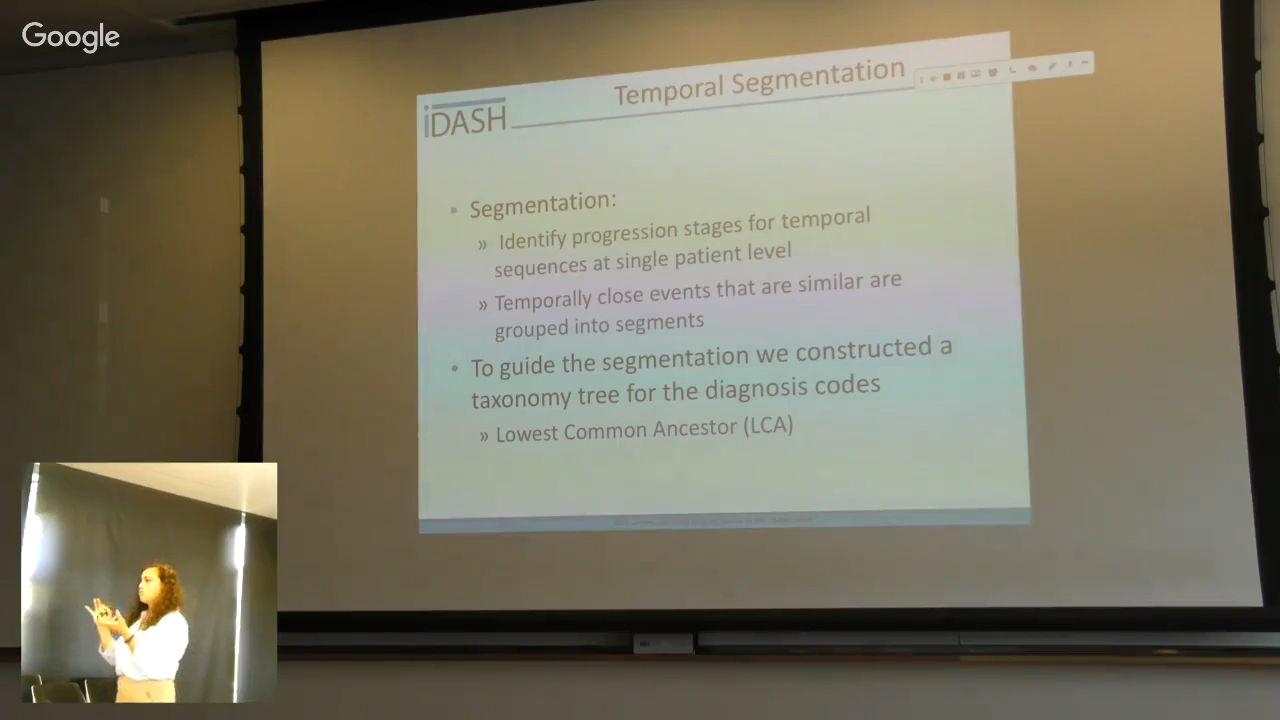 Google
Temporal Segmentation
iDASH
• Segmentation:
» Identify progression stages for temporal
sequences at single patient level
» Temporally close events that are similar are
grouped into segments
• To guide the segmentation we constructed a
taxonomy tree for the diagnosis codes
» Lowest Common Ancestor (LCA)